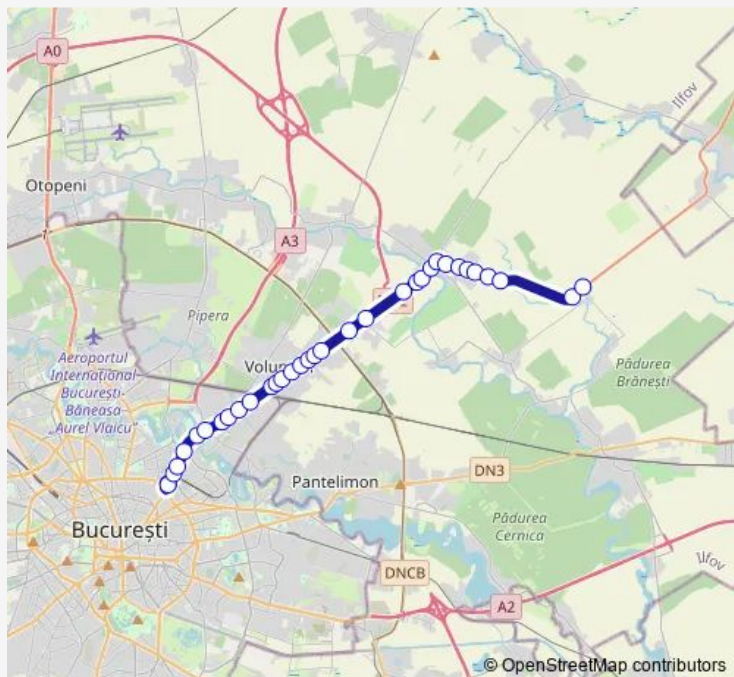 A0
Ilfov
Otopeni
A3
Pipera
Aeroportul
Internațional
București-
Băneasa
„Aurel Vlaicu”
Pădurea
Brănești
Pantelimon
DN3
București
Pădurea
Cernica
DNCB
A2
Ilfov
© OpenStreetMap contributors